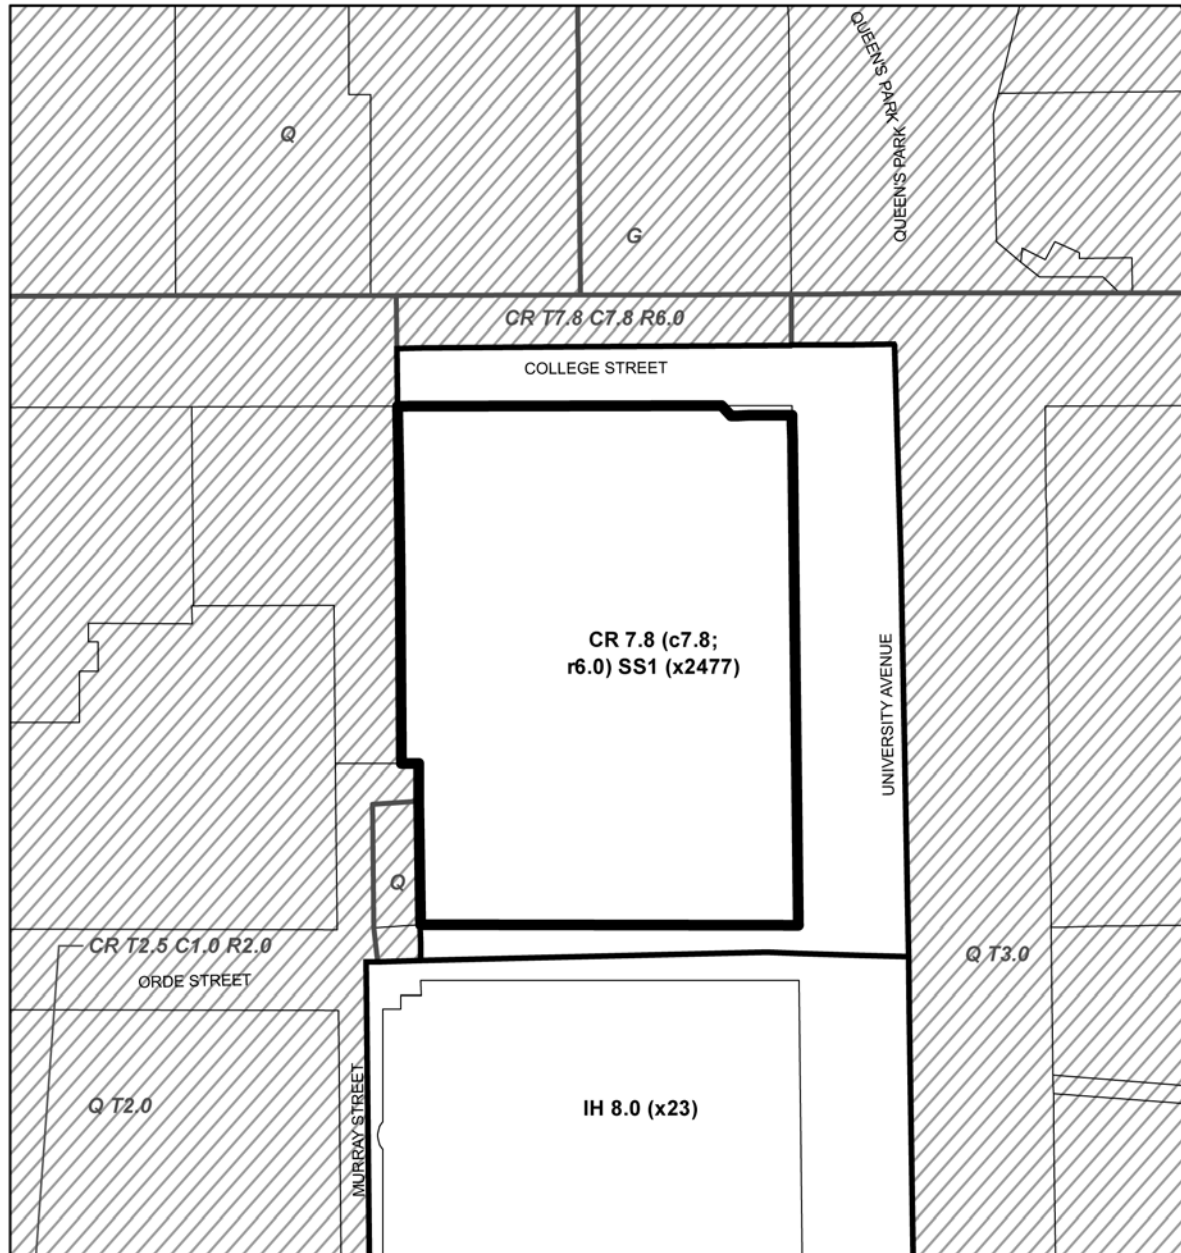 QUEEN'S PARK
Q
QUEEN'S PARK
G
CR T7.8 C7.8 R6.0
COLLEGE STREET
CR 7.8 (c7.8;
r6.0) SS1 (x2477)
UNIVERSITY AVENUE
Q
CR T2.5 C1.0 R2.0
Q T3.0
ORDE STREET
Q T2.0
MURRAY STREET
IH 8.0 (x23)